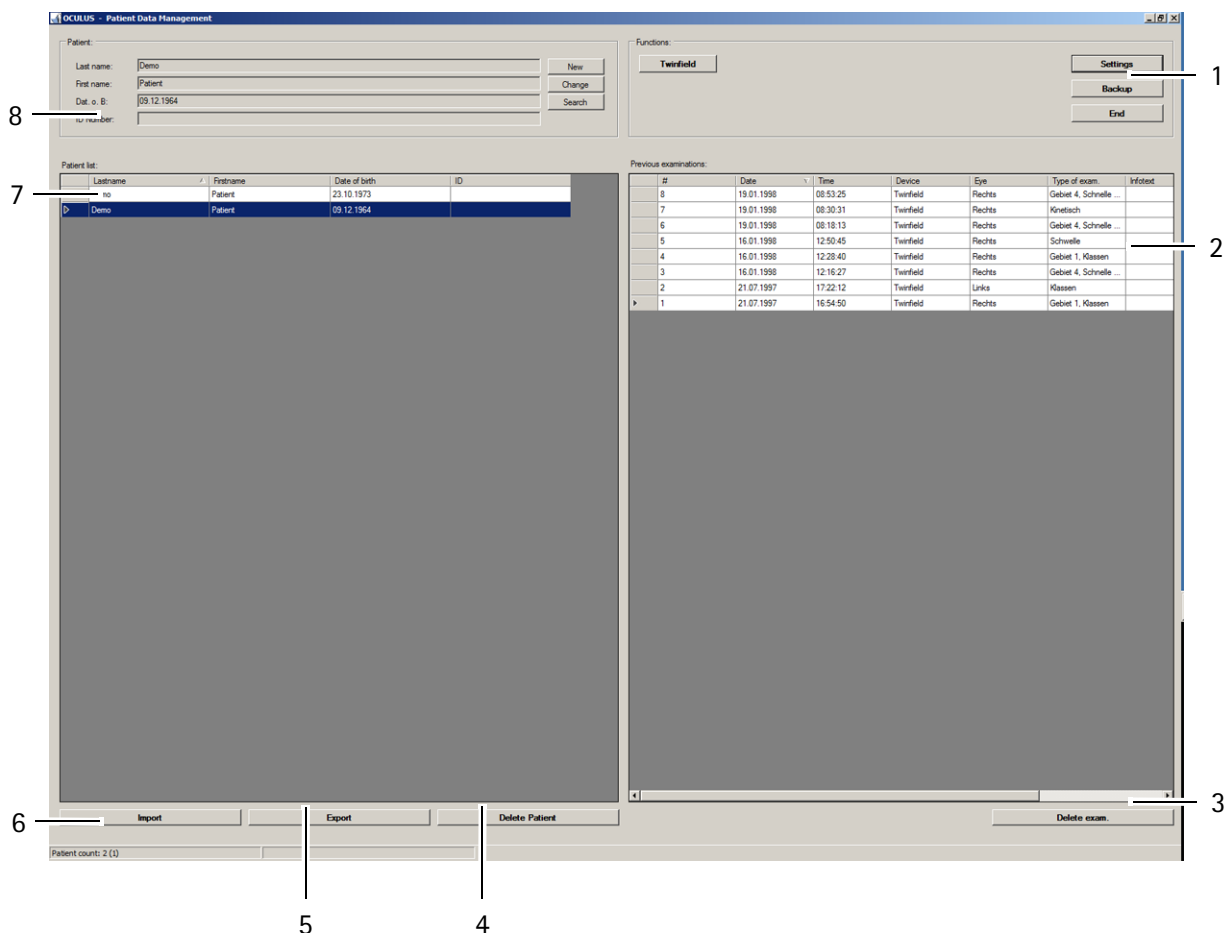 OCULUS - Patient Data Management
Patient:
Last name: Demo New
First name: Patient Change
Dat. o. B: 09.12.1964 Search
ID Number:
Functions:
Twinfield Settings
Backup
End
1
8
Patient list:
Lastname Firstname Date of birth ID
no Patient 23.10.1973
Demo Patient 09.12.1964
7
Previous examinations:
# Date Time Device Eye Type of exam. Infotext
8 19.01.1998 08:53:25 Twinfield Rechts Gebiet 4, Schnelle ...
7 19.01.1998 08:30:31 Twinfield Rechts Kinetisch
6 19.01.1998 08:18:13 Twinfield Rechts Gebiet 4, Schnelle ...
5 16.01.1998 12:50:45 Twinfield Rechts Schwelle
4 16.01.1998 12:28:40 Twinfield Rechts Gebiet 1, Klassen
3 16.01.1998 12:16:27 Twinfield Rechts Gebiet 4, Schnelle ...
2 21.07.1997 17:22:12 Twinfield Links Klassen
1 21.07.1997 16:54:50 Twinfield Rechts Gebiet 1, Klassen
2
3
6
Import Export Delete Patient Delete exam.
Patient count: 2 (1)
5 4